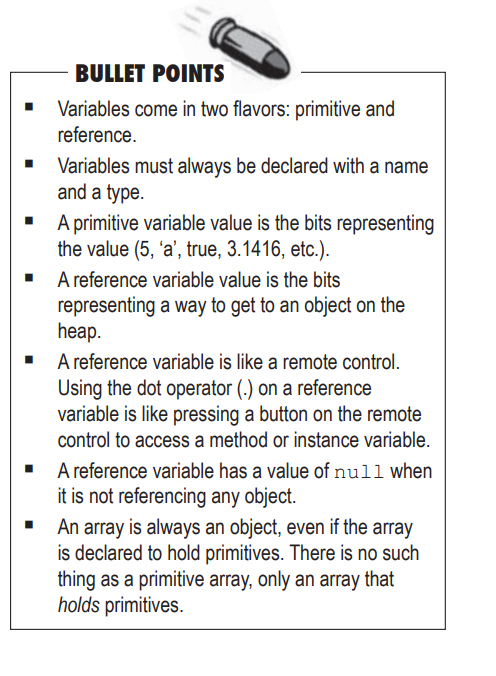 BULLET POINTS
▪ Variables come in two flavors: primitive and
reference.
▪ Variables must always be declared with a name
and a type.
▪ A primitive variable value is the bits representing
the value (5, ‘a’, true, 3.1416, etc.).
▪ A reference variable value is the bits
representing a way to get to an object on the
heap.
▪ A reference variable is like a remote control.
Using the dot operator (.) on a reference
variable is like pressing a button on the remote
control to access a method or instance variable.
▪ A reference variable has a value of null when
it is not referencing any object.
▪ An array is always an object, even if the array
is declared to hold primitives. There is no such
thing as a primitive array, only an array that
holds primitives.